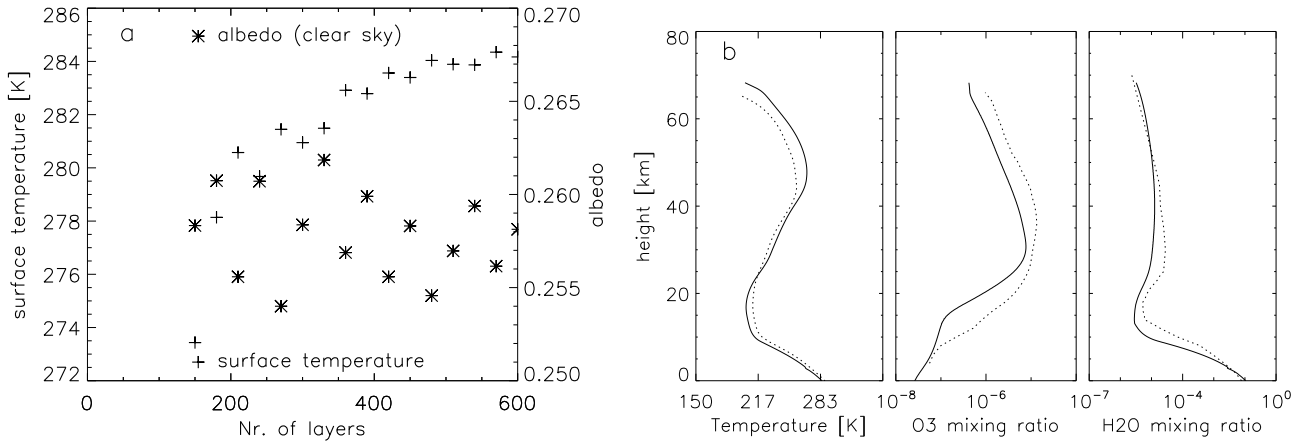 286
284
282
280
278
276
274
272
surface temperature [K]
a
albedo (clear sky)
surface temperature
0.270
0.265
0.260
0.255
0.250
albedo
0 200 400 600
Nr. of layers
b
80
60
40
20
0
height [km]
150 217 283
Temperature [K]
10^-8 10^-6 10^-4
O3 mixing ratio
10^-7 10^-4 10^0
H2O mixing ratio